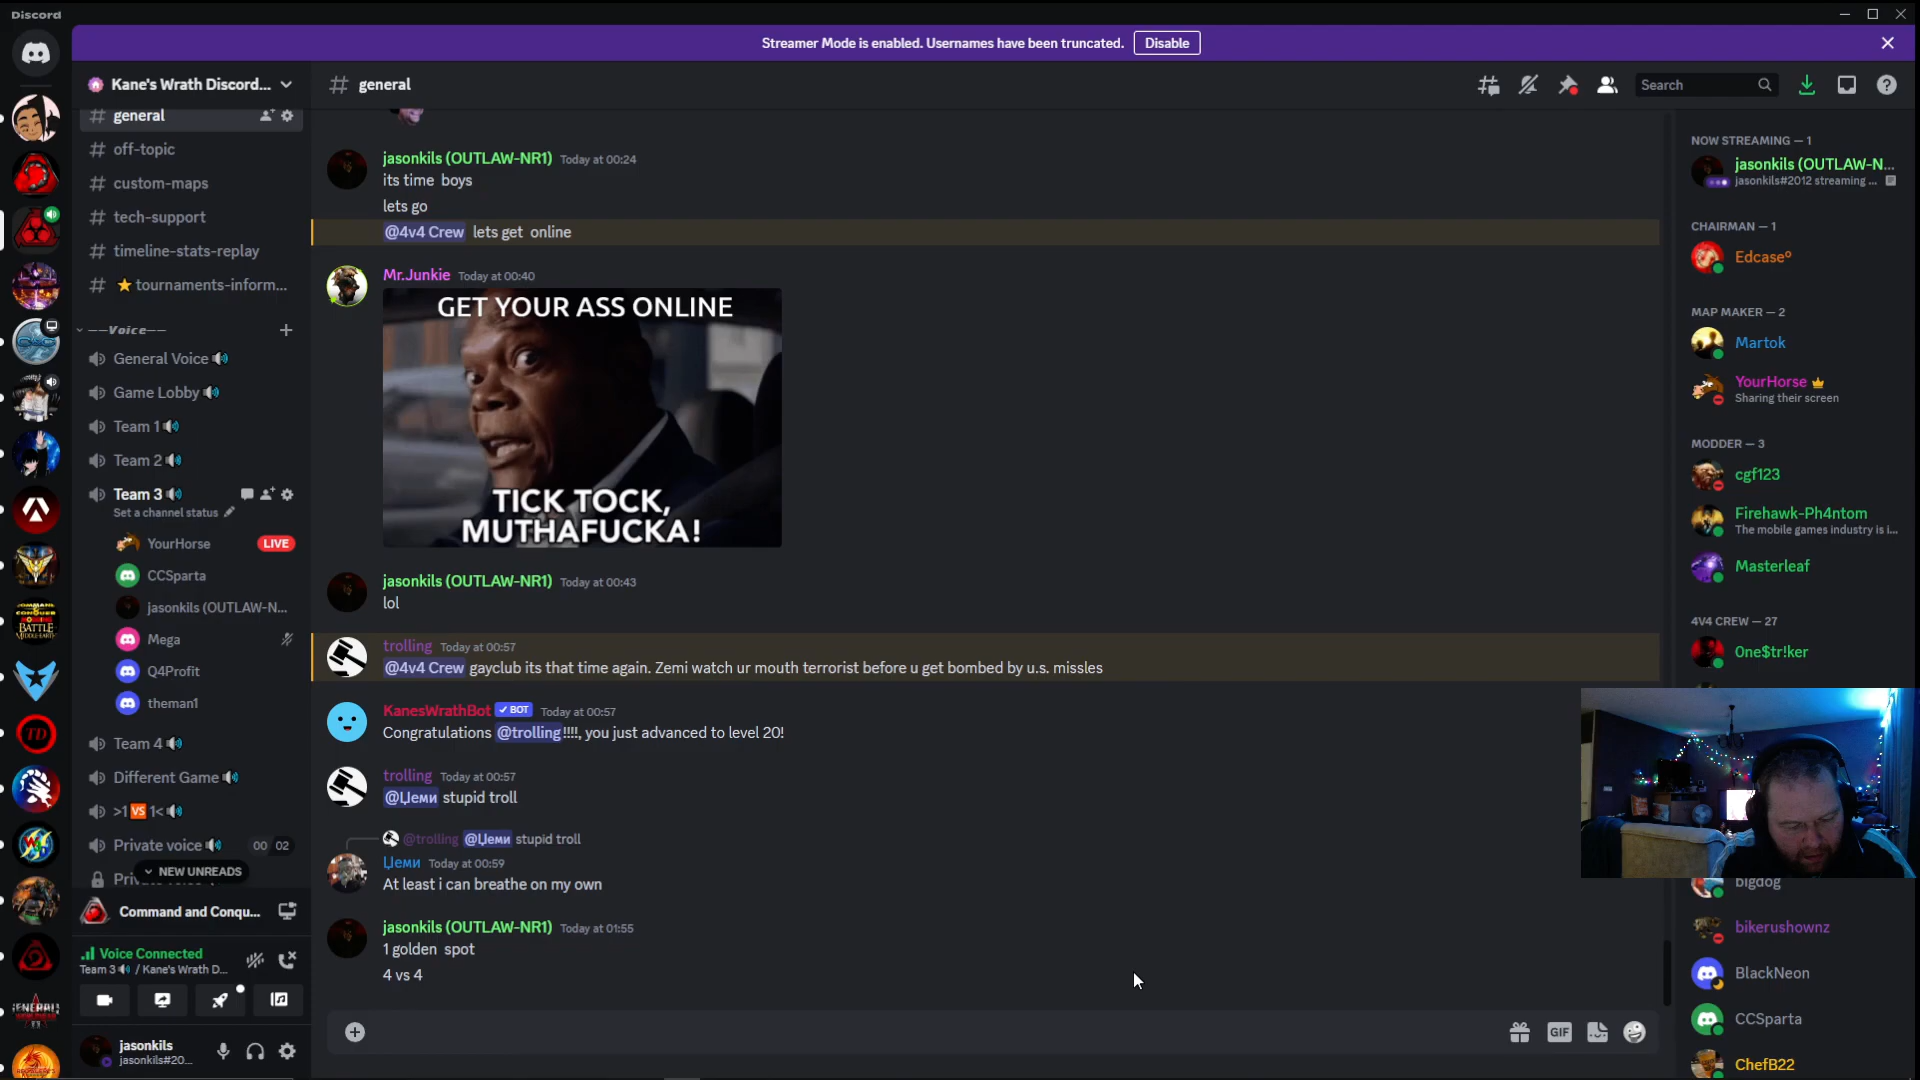 Discord
Streamer Mode is enabled. Usernames have been truncated.
Disable
Kane's Wrath Discord...
general
off-topic
custom-maps
tech-support
timeline-stats-replay
tournaments-inform...
——Voice——
General Voice
Game Lobby
Team 1
Team 2
Team 3
Set a channel status
YourHorse
LIVE
CCSparta
jasonkils (OUTLAW-N...
Mega
Q4Profit
theman1
Team 4
Different Game
>1 VS 1<
Private voice
00 02
NEW UNREADS
Command and Conqu...
Voice Connected
Team 3 / Kane's Wrath D...
jasonkils
jasonkils#20...
# general
Search
jasonkils (OUTLAW-NR1) Today at 00:24
its time boys
lets go
@4v4 Crew lets get online
Mr.Junkie Today at 00:40
GET YOUR ASS ONLINE
TICK TOCK,
MUTHAFUCKA!
jasonkils (OUTLAW-NR1) Today at 00:43
lol
trolling Today at 00:57
@4v4 Crew gayclub its that time again. Zemi watch ur mouth terrorist before u get bombed by u.s. missles
KanesWrathBot ✓ BOT Today at 00:57
Congratulations @trolling!!!!, you just advanced to level 20!
trolling Today at 00:57
@Џеми stupid troll
@trolling @Џеми stupid troll
Џеми Today at 00:59
At least i can breathe on my own
jasonkils (OUTLAW-NR1) Today at 01:55
1 golden spot
4 vs 4
GIF
NOW STREAMING — 1
jasonkils (OUTLAW-N...
jasonkils#2012 streaming ...
CHAIRMAN — 1
Edcaseº
MAP MAKER — 2
Martok
YourHorse
Sharing their screen
MODDER — 3
cgf123
Firehawk-Ph4ntom
The mobile games industry is i...
Masterleaf
4V4 CREW — 27
0ne$tr!ker
bigdog
bikerushownz
BlackNeon
CCSparta
ChefB22